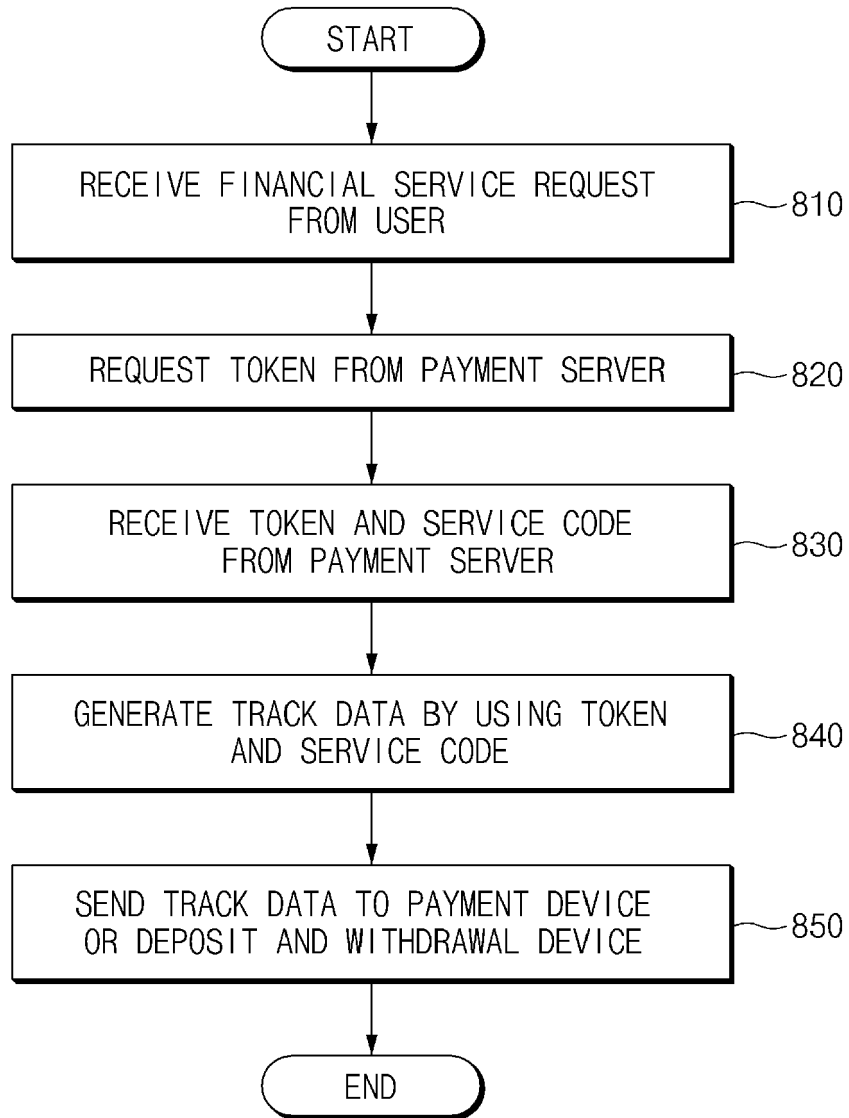 START
RECEIVE FINANCIAL SERVICE REQUEST
FROM USER
810
REQUEST TOKEN FROM PAYMENT SERVER
820
RECEIVE TOKEN AND SERVICE CODE
FROM PAYMENT SERVER
830
GENERATE TRACK DATA BY USING TOKEN
AND SERVICE CODE
840
SEND TRACK DATA TO PAYMENT DEVICE
OR DEPOSIT AND WITHDRAWAL DEVICE
850
END